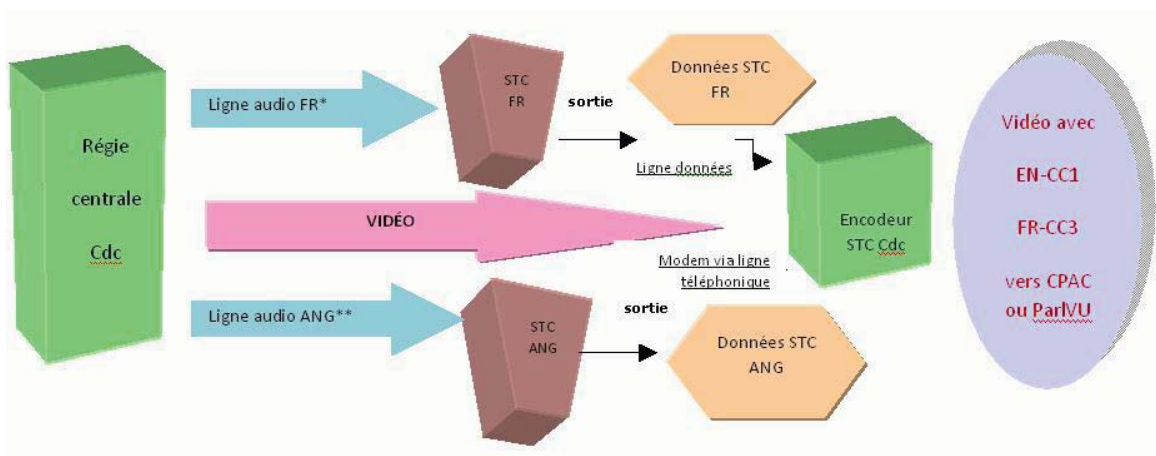 Régie
centrale
Cdc
Ligne audio FR*
STC
FR
sortie
Données STC
FR
Ligne données
VIDÉO
Encodeur
STC Cdc
Modem via ligne
téléphonique
Ligne audio ANG**
STC
ANG
sortie
Données STC
ANG
Vidéo avec
EN-CC1
FR-CC3
vers CPAC
ou ParlVU